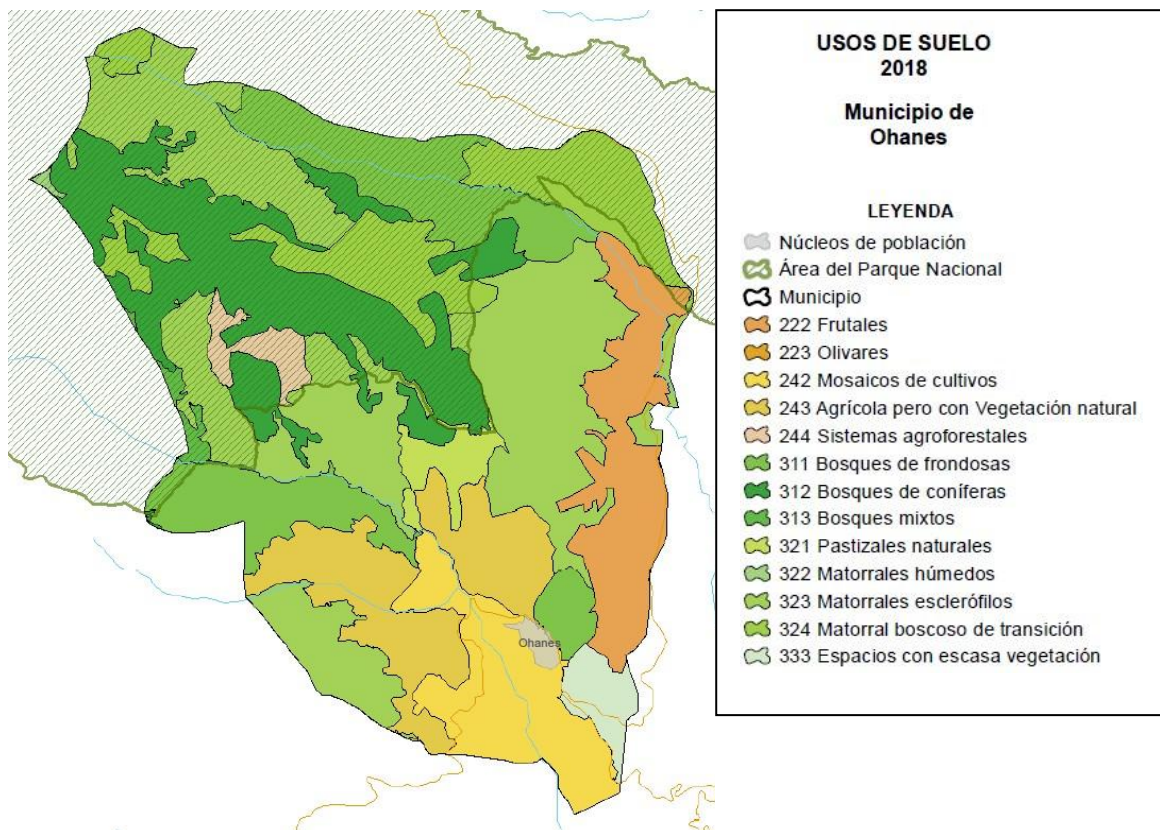 USOS DE SUELO
2018
Municipio de
Ohanes
LEYENDA
Núcleos de población
Área del Parque Nacional
Municipio
222 Frutales
223 Olivares
242 Mosaicos de cultivos
243 Agrícola pero con Vegetación natural
244 Sistemas agroforestales
311 Bosques de frondosas
312 Bosques de coníferas
313 Bosques mixtos
321 Pastizales naturales
322 Matorrales húmedos
323 Matorrales esclerófilos
324 Matorral boscoso de transición
333 Espacios con escasa vegetación
Ohanes